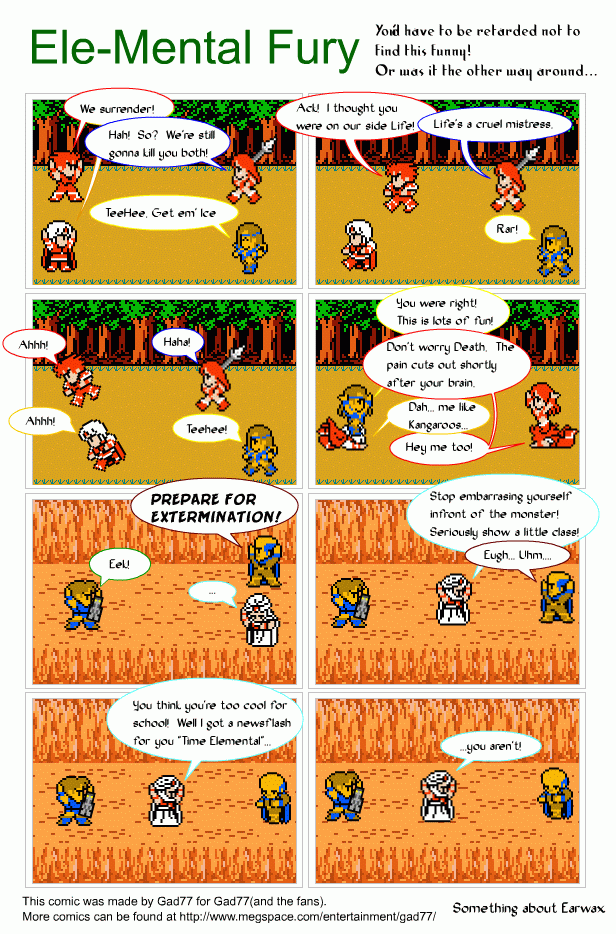 Ele-Mental Fury
You'd have to be retarded not to
find this funny!
Or was it the other way around...
We surrender!
Hah! So? We're still
gonna kill you both!
TeeHee, Get em' Ice
Ack! I thought you
were on our side Life!
Life's a cruel mistress,
Rar!
Ahhh!
Haha!
Ahhh!
Teehee!
You were right!
This is lots of fun!
Don't worry Death, The
pain cuts out shortly
after your brain.
Dah... me like
Kangaroos...
Hey me too!
PREPARE FOR
EXTERMINATION!
Eek!
...
Stop embarrasing yourself
infront of the monster!
Seriously show a little class!
Eugh... Uhm,...
You think you're too cool for
school! Well I got a newsflash
for you "Time Elemental"...
...you aren't!
This comic was made by Gad77 for Gad77(and the fans).
More comics can be found at http://www.megspace.com/entertainment/gad77/
Something about Earwax